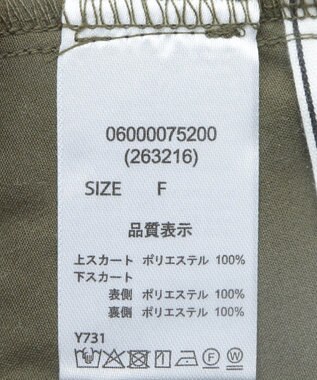 06000075200
(263216)
SIZE F
品質表示
上スカート ポリエステル 100%
下スカート
表側 ポリエステル 100%
裏側 ポリエステル 100%
Y731